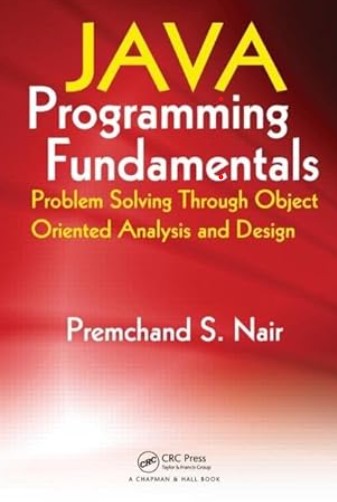 JAVA
Programming
Fundamentals
Problem Solving Through Object
Oriented Analysis and Design
Premchand S. Nair
CRC
CRC Press
Taylor & Francis Group
A CHAPMAN & HALL BOOK